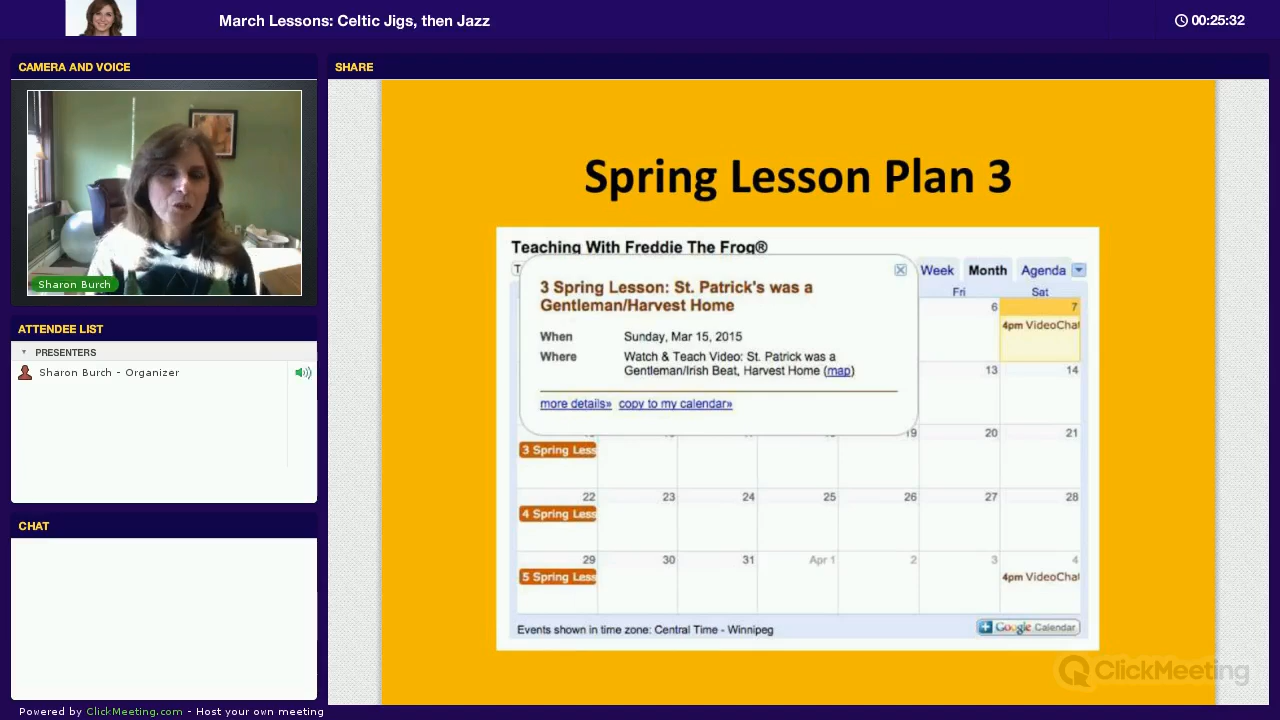 March Lessons: Celtic Jigs, then Jazz
00:25:32
CAMERA AND VOICE
Sharon Burch
ATTENDEE LIST
PRESENTERS
Sharon Burch - Organizer
CHAT
Powered by ClickMeeting.com - Host your own meeting
SHARE
Spring Lesson Plan 3
Teaching With Freddie The Frog®
T
Week Month Agenda
Fri Sat
3 Spring Lesson: St. Patrick's was a
Gentleman/Harvest Home
When Sunday, Mar 15, 2015
Where Watch & Teach Video: St. Patrick was a
Gentleman/Irish Beat, Harvest Home (map)
more details» copy to my calendar»
6 7
4pm VideoChat
13 14
19 20 21
3 Spring Less
22 23 24 25 26 27 28
4 Spring Less
29 30 31 Apr 1 2 3 4
5 Spring Less
4pm VideoChat
Events shown in time zone: Central Time - Winnipeg
Google Calendar
ClickMeeting